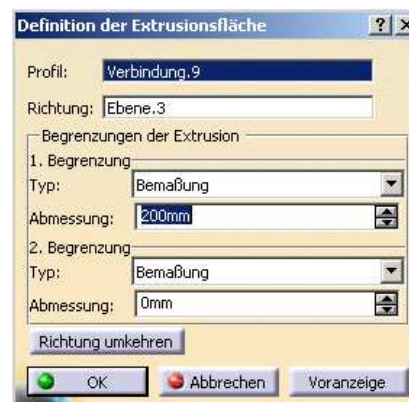 Definition der Extrusionsfläche ? X
Profil: Verbindung.9
Richtung: Ebene.3
Begrenzungen der Extrusion
1. Begrenzung
Typ: Bemaßung
Abmessung: 200mm
2. Begrenzung
Typ: Bemaßung
Abmessung: 0mm
Richtung umkehren
OK Abbrechen Voranzeige